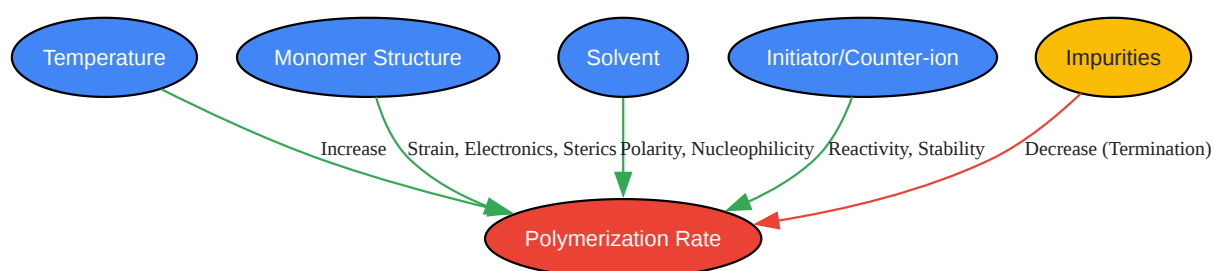 Temperature
Monomer Structure
Solvent
Initiator/Counter-ion
Impurities
Increase
Strain, Electronics, Sterics
Polarity, Nucleophilicity
Reactivity, Stability
Decrease (Termination)
Polymerization Rate